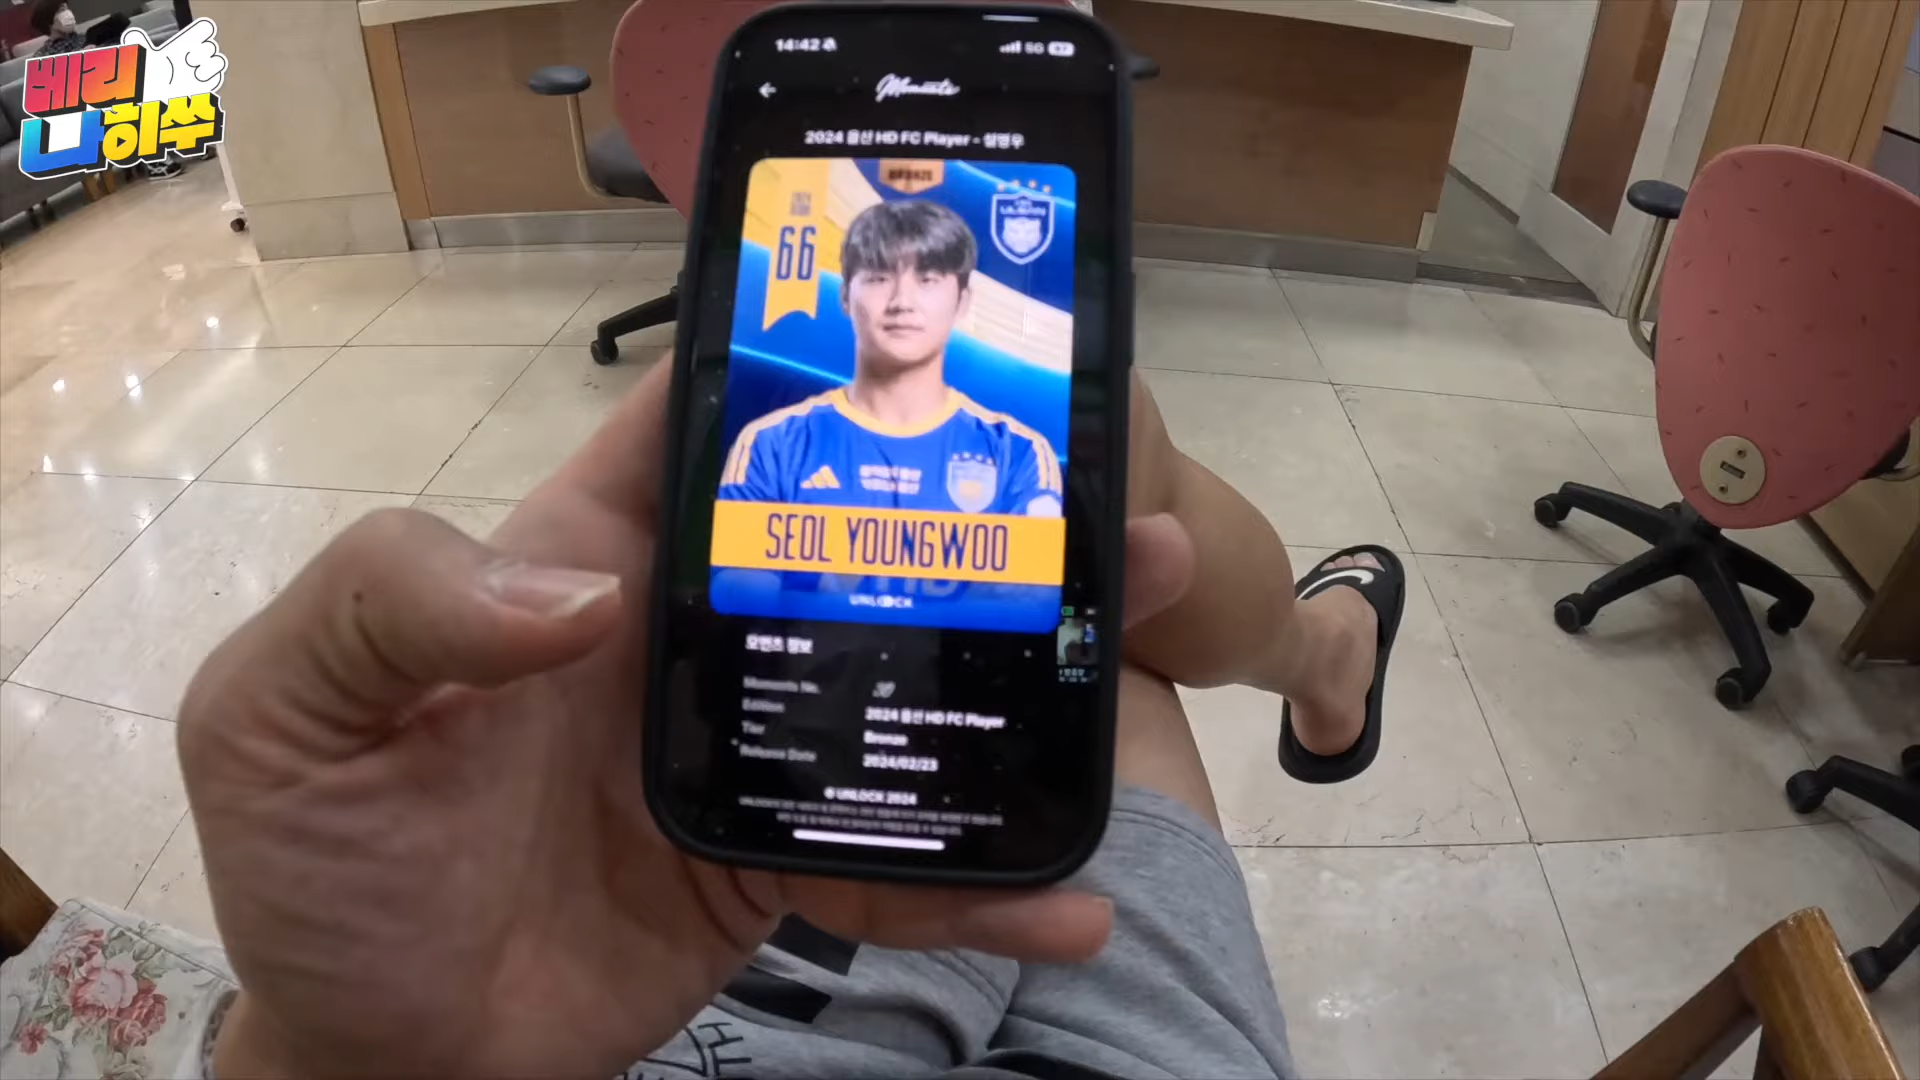 베리
나히쑤
14:42
5G
Moments
2024 울산 HD FC Player - 설영우
BRONZE
66
ULSAN
SEOL YOUNGWOO
UNLOCK
모먼츠 정보
Moments No.
Edition
2024 울산 HD FC Player
Tier
Bronze
Release Date
2024/02/23
© UNLOCK 2024